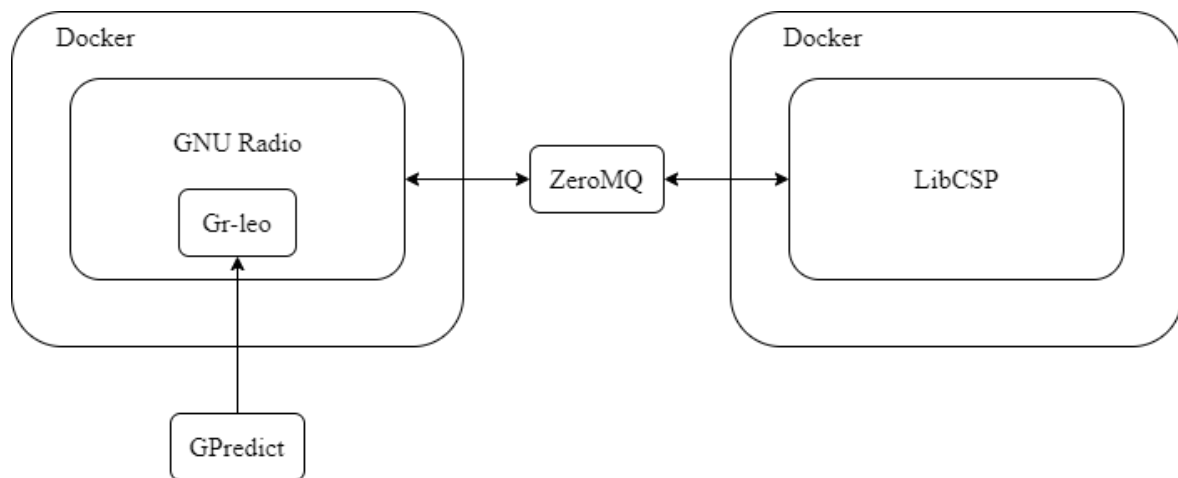 Docker
Docker
GNU Radio
ZeroMQ
LibCSP
Gr-leo
GPredict